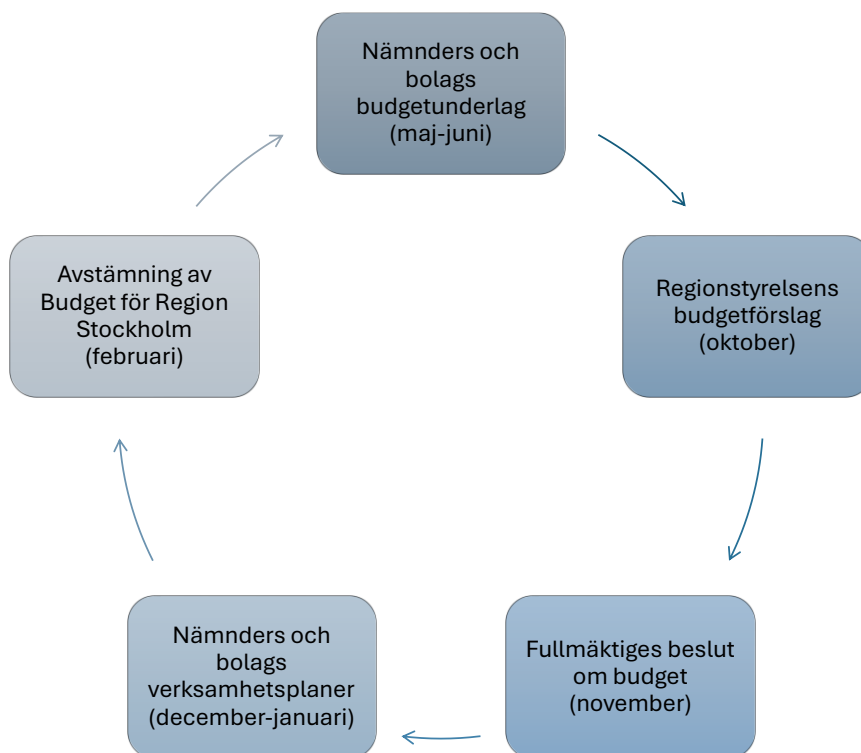 Nämnders och
bolags
budgetunderlag
(maj-juni)
Regionstyrelsens
budgetförslag
(oktober)
Fullmäktiges beslut
om budget
(november)
Nämnders och
bolags
verksamhetsplaner
(december-januari)
Avstämning av
Budget för Region
Stockholm
(februari)